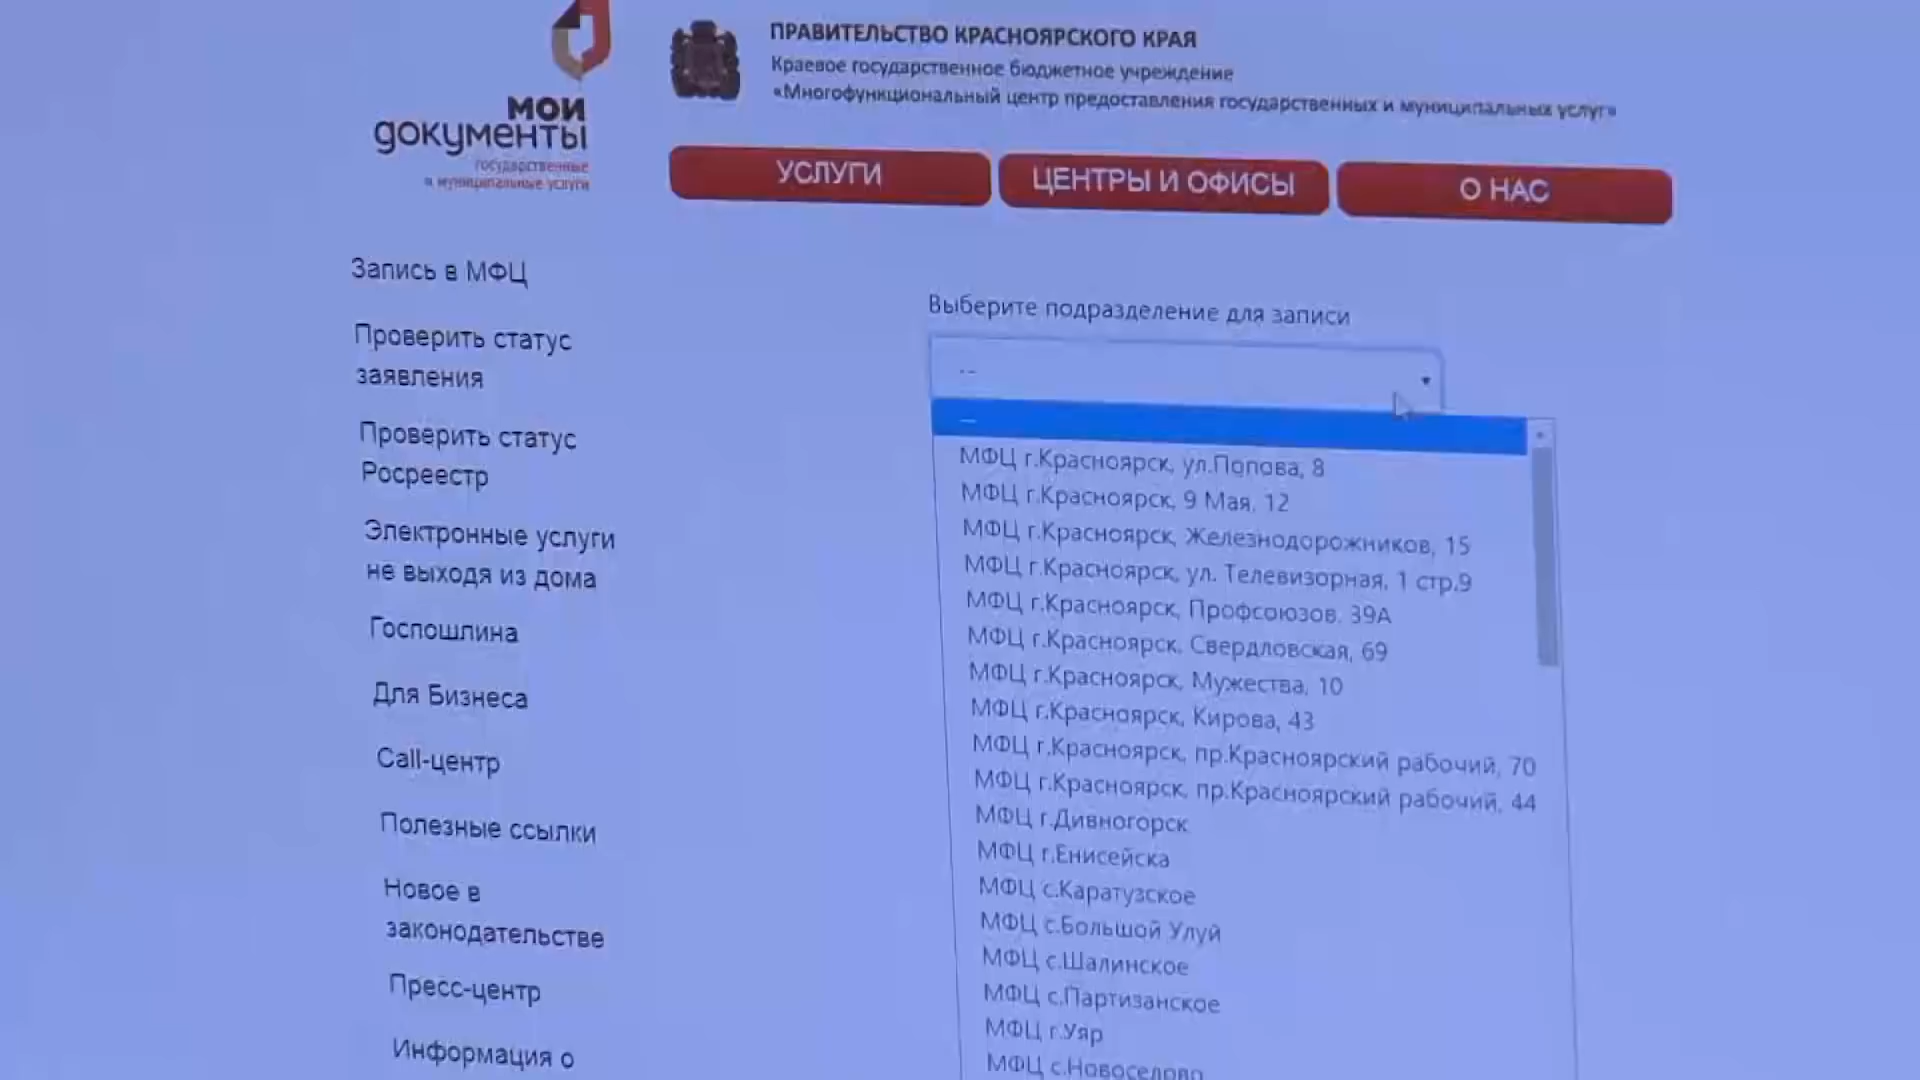 мои
документы
государственные
и муниципальные услуги
ПРАВИТЕЛЬСТВО КРАСНОЯРСКОГО КРАЯ
Краевое государственное бюджетное учреждение
«Многофункциональный центр предоставления государственных и муниципальных услуг»
УСЛУГИ
ЦЕНТРЫ И ОФИСЫ
О НАС
Запись в МФЦ
Проверить статус
заявления
Проверить статус
Росреестр
Электронные услуги
не выходя из дома
Госпошлина
Для Бизнеса
Call-центр
Полезные ссылки
Новое в
законодательстве
Пресс-центр
Информация о
Выберите подразделение для записи
--
--
МФЦ г.Красноярск, ул.Попова, 8
МФЦ г.Красноярск, 9 Мая, 12
МФЦ г.Красноярск, Железнодорожников, 15
МФЦ г.Красноярск, ул. Телевизорная, 1 стр.9
МФЦ г.Красноярск, Профсоюзов, 39А
МФЦ г.Красноярск, Свердловская, 69
МФЦ г.Красноярск, Мужества, 10
МФЦ г.Красноярск, Кирова, 43
МФЦ г.Красноярск, пр.Красноярский рабочий, 70
МФЦ г.Красноярск, пр.Красноярский рабочий, 44
МФЦ г.Дивногорск
МФЦ г.Енисейска
МФЦ с.Каратузское
МФЦ с.Большой Улуй
МФЦ с.Шалинское
МФЦ с.Партизанское
МФЦ г.Уяр
МФЦ с.Новоселово